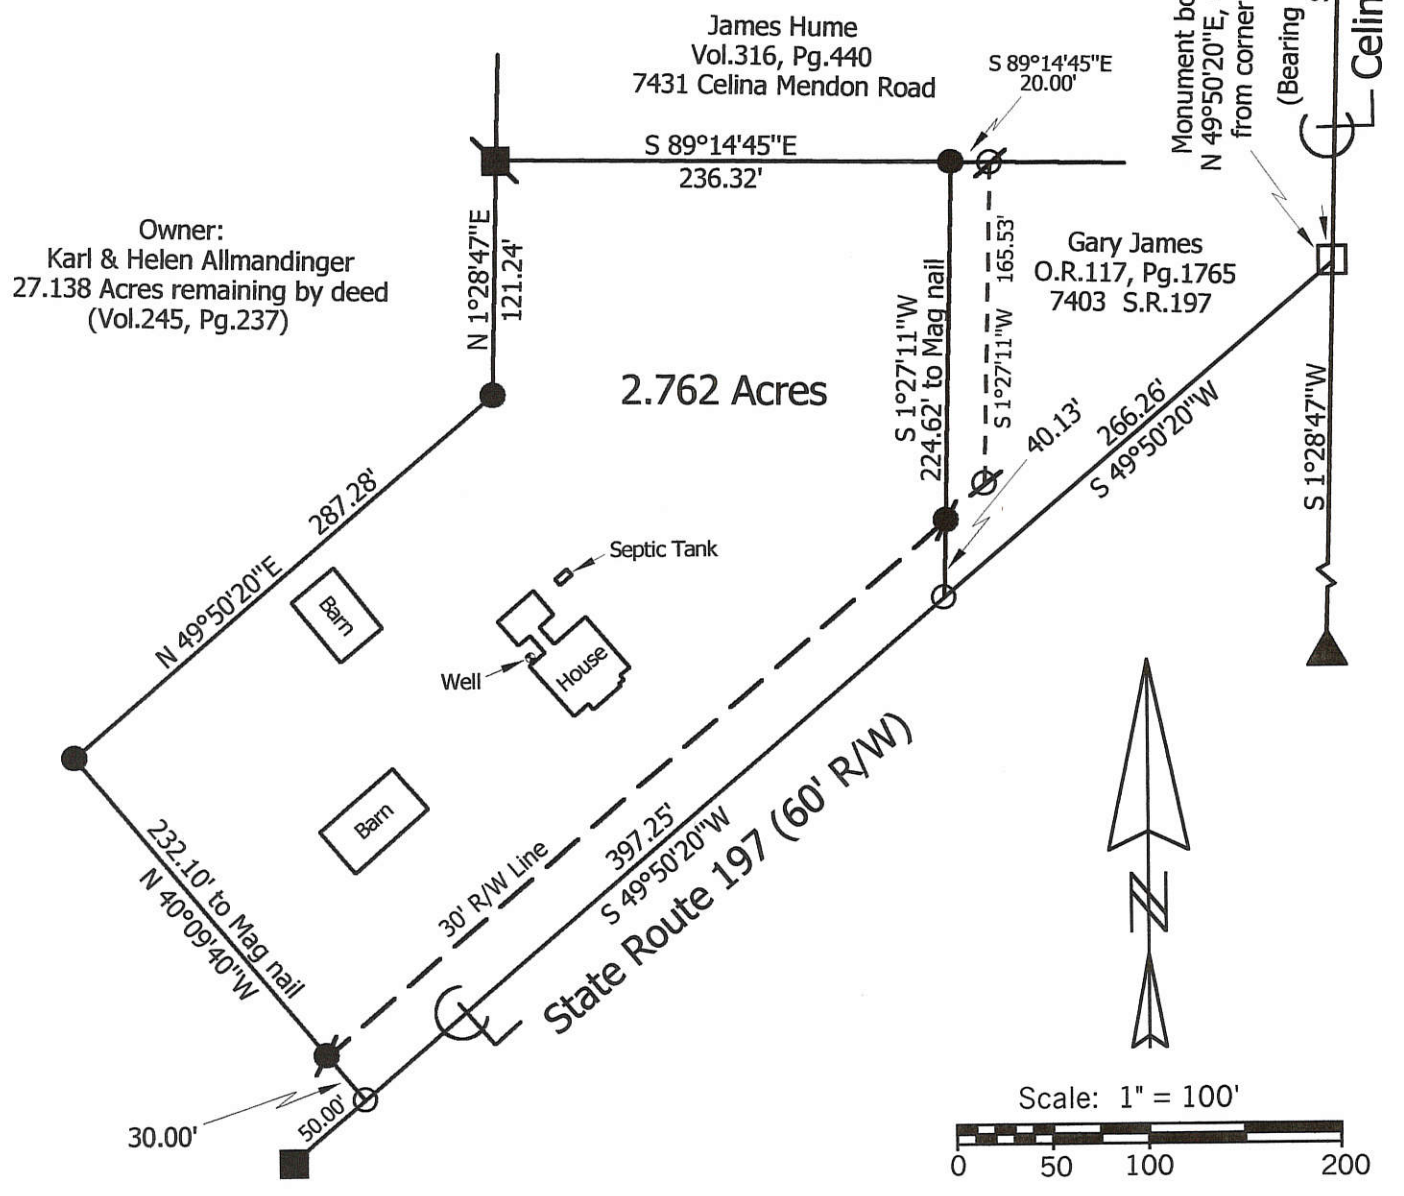 James Hume
Vol.316, Pg.440
7431 Celina Mendon Road
S 89°14'45"E
20.00'
Monument bo
N 49°50'20"E,
from corner
(Bearing
Celin
S 89°14'45"E
236.32'
Owner:
Karl & Helen Allmandinger
27.138 Acres remaining by deed
(Vol.245, Pg.237)
N 1°28'47"E
121.24'
S 1°27'11"W
224.62' to Mag nail
S 1°27'11"W 165.53'
Gary James
O.R.117, Pg.1765
7403 S.R.197
2.762 Acres
40.13'
266.26'
S 49°50'20"W
S 1°28'47"W
287.28'
N 49°50'20"E
Barn
Septic Tank
Well
House
Barn
232.10' to Mag nail
N 40°09'40"W
30' R/W Line
397.25'
S 49°50'20"W
State Route 197 (60' R/W)
N
30.00'
50.00'
Scale: 1" = 100'
0 50 100 200